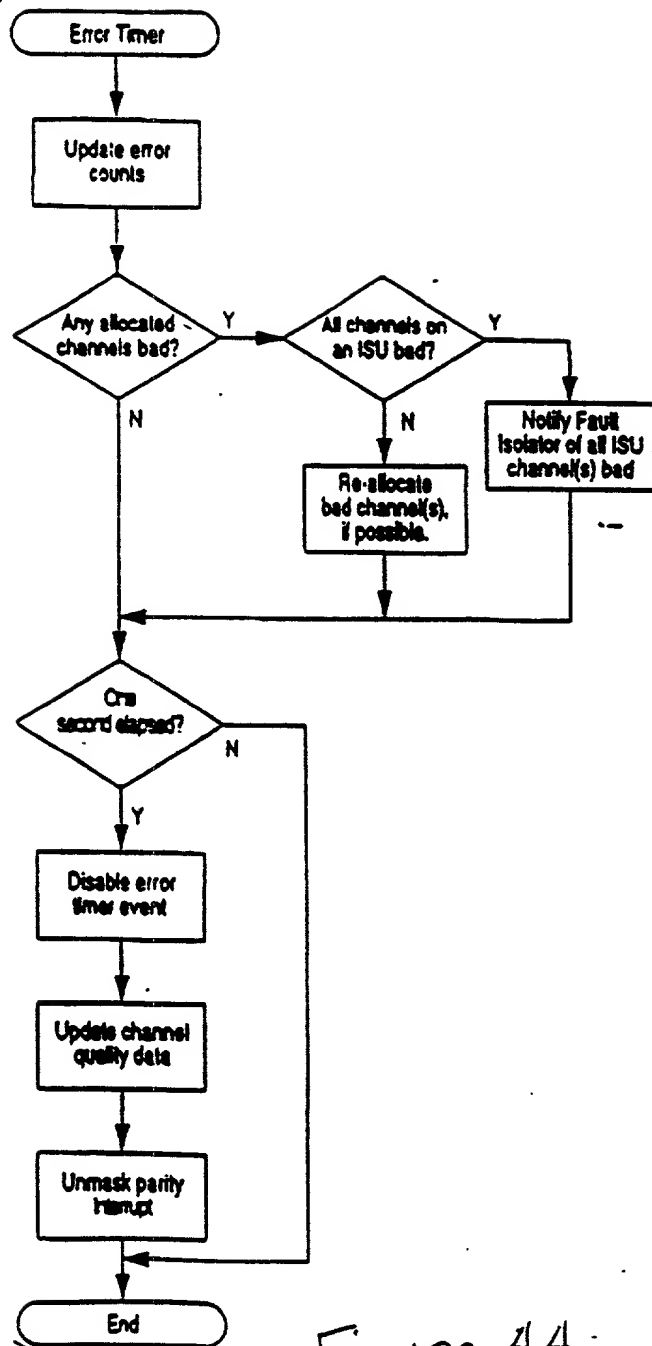 Error Timer
Update error
counts
Any allocated
channels bad?
Y
All channels on
an ISU bad?
Y
N
N
Notify Fault
Isolator of all ISU
channel(s) bad
Re-allocate
bad channel(s),
if possible.
One
second elapsed?
N
Y
Disable error
timer event
Update channel
quality data
Unmask parity
interrupt
End
Figure 44